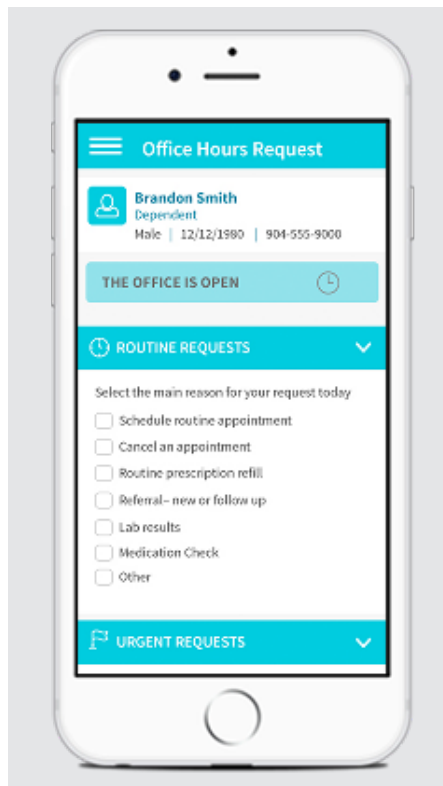 Office Hours Request
Brandon Smith
Dependent
Male | 12/12/1980 | 904-555-9000
THE OFFICE IS OPEN
ROUTINE REQUESTS
Select the main reason for your request today
Schedule routine appointment
Cancel an appointment
Routine prescription refill
Referral– new or follow up
Lab results
Medication Check
Other
URGENT REQUESTS